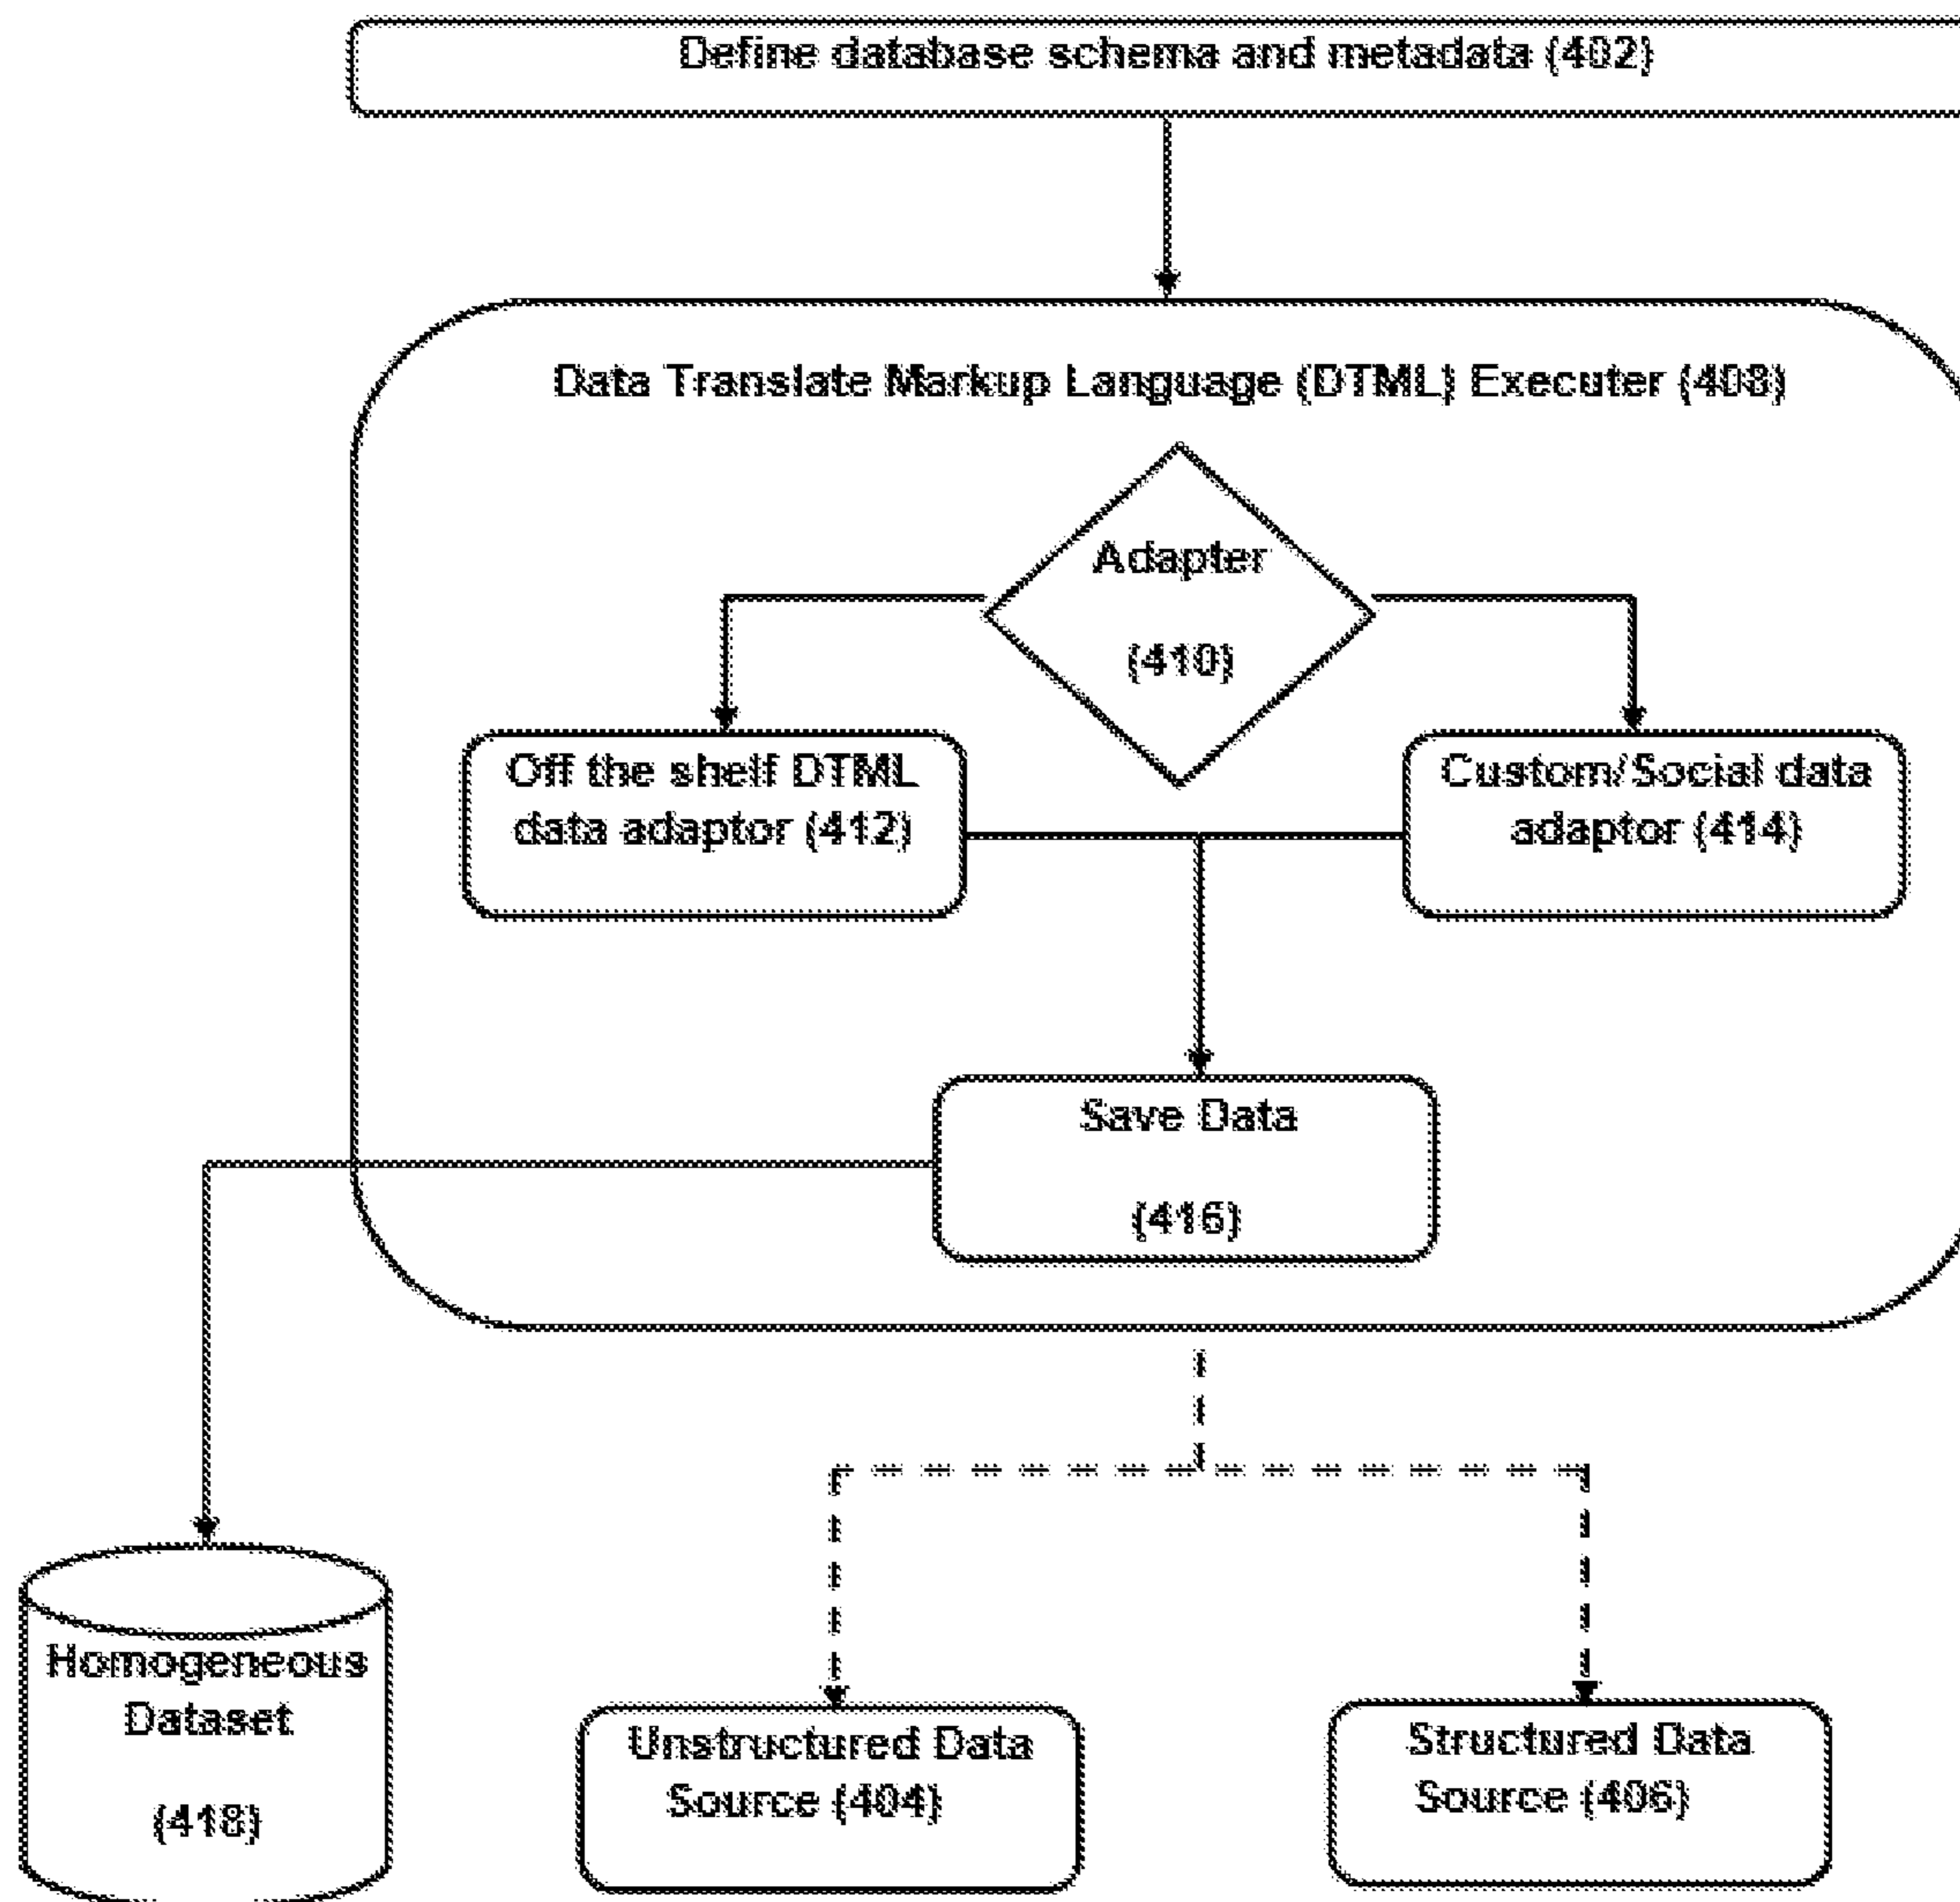 Define database schema and metadata (402)
Data Translate Markup Language (DTML) Executer (408)
Adapter
(410)
Off the shelf DTML
data adaptor (412)
Custom/Social data
adaptor (414)
Save Data
(416)
Homogeneous
Dataset
(418)
Unstructured Data
Source (404)
Structured Data
Source (406)